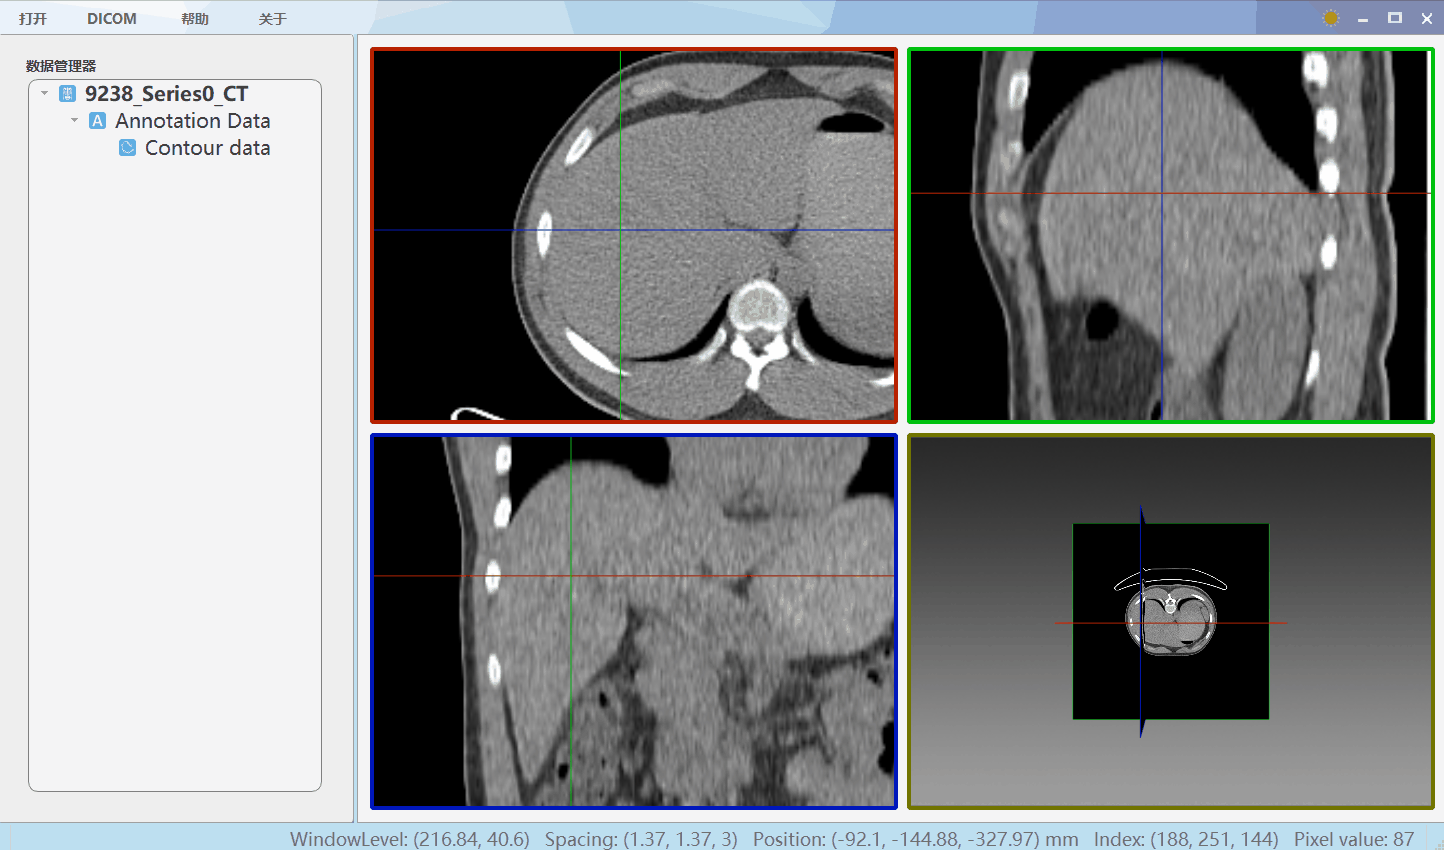 打开 DICOM 帮助 关于
数据管理器
9238_Series0_CT
A Annotation Data
Contour data
WindowLevel: (216.84, 40.6) Spacing: (1.37, 1.37, 3) Position: (-92.1, -144.88, -327.97) mm Index: (188, 251, 144) Pixel value: 87